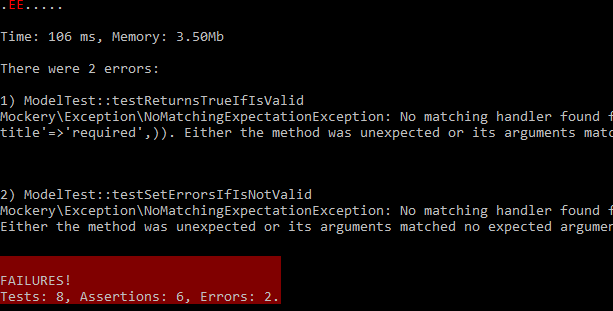 .EE.....
Time: 106 ms, Memory: 3.50Mb
There were 2 errors:
1) ModelTest::testReturnsTrueIfIsValid
Mockery\Exception\NoMatchingExpectationException: No matching handler found f
title'=>'required',)). Either the method was unexpected or its arguments matc
2) ModelTest::testSetErrorsIfIsNotValid
Mockery\Exception\NoMatchingExpectationException: No matching handler found f
Either the method was unexpected or its arguments matched no expected argumen
FAILURES!
Tests: 8, Assertions: 6, Errors: 2.